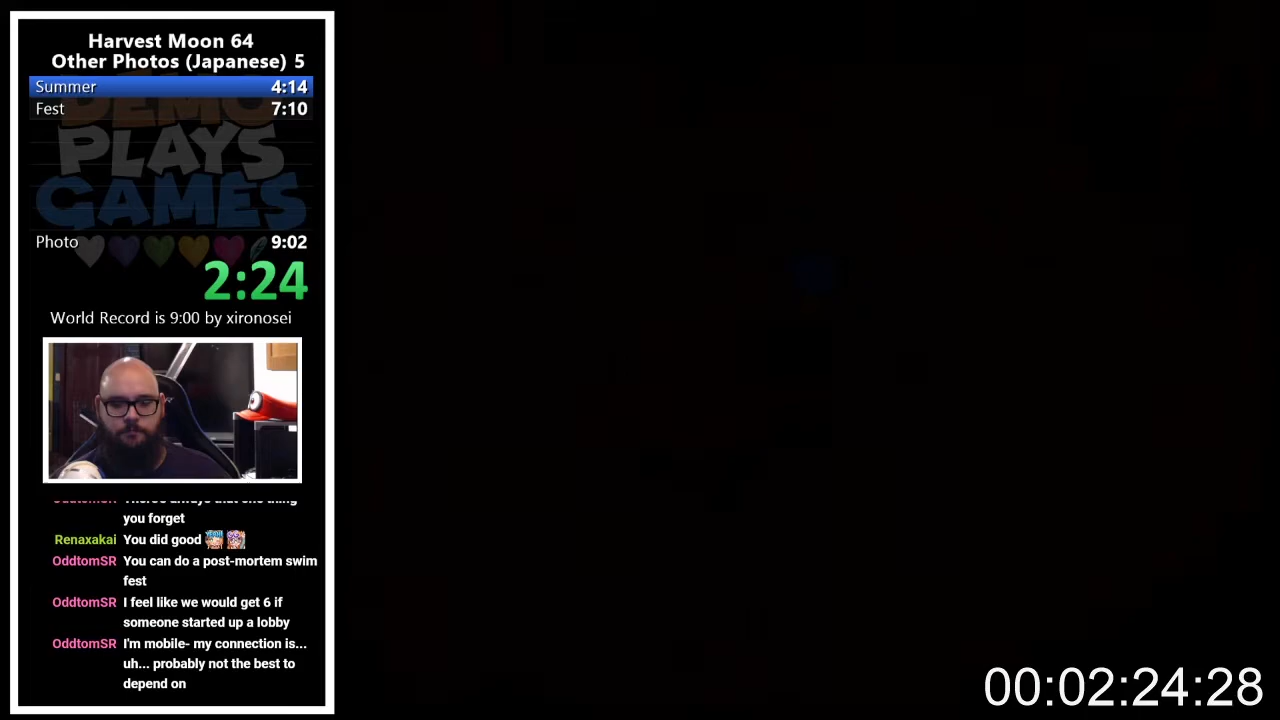 Harvest Moon 64
Other Photos (Japanese) 5
Summer 4:14
Fest 7:10
DEMO
PLAYS
GAMES
Photo 9:02
2:24
World Record is 9:00 by xironosei
you forget
Renaxakai You did good
OddtomSR You can do a post-mortem swim
fest
OddtomSR I feel like we would get 6 if
someone started up a lobby
OddtomSR I'm mobile- my connection is...
uh... probably not the best to
depend on
00:02:24:28